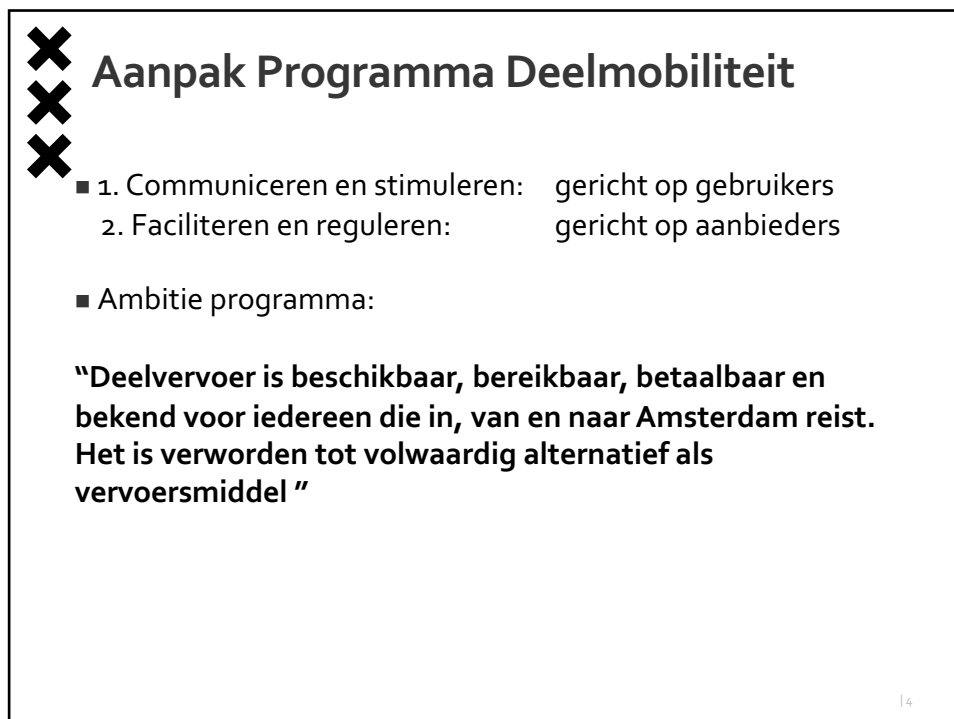 Aanpak Programma Deelmobiliteit
■ 1. Communiceren en stimuleren: gericht op gebruikers
2. Faciliteren en reguleren: gericht op aanbieders
■ Ambitie programma:
“Deelvervoer is beschikbaar, bereikbaar, betaalbaar en
bekend voor iedereen die in, van en naar Amsterdam reist.
Het is verworden tot volwaardig alternatief als
vervoersmiddel ”
| 4